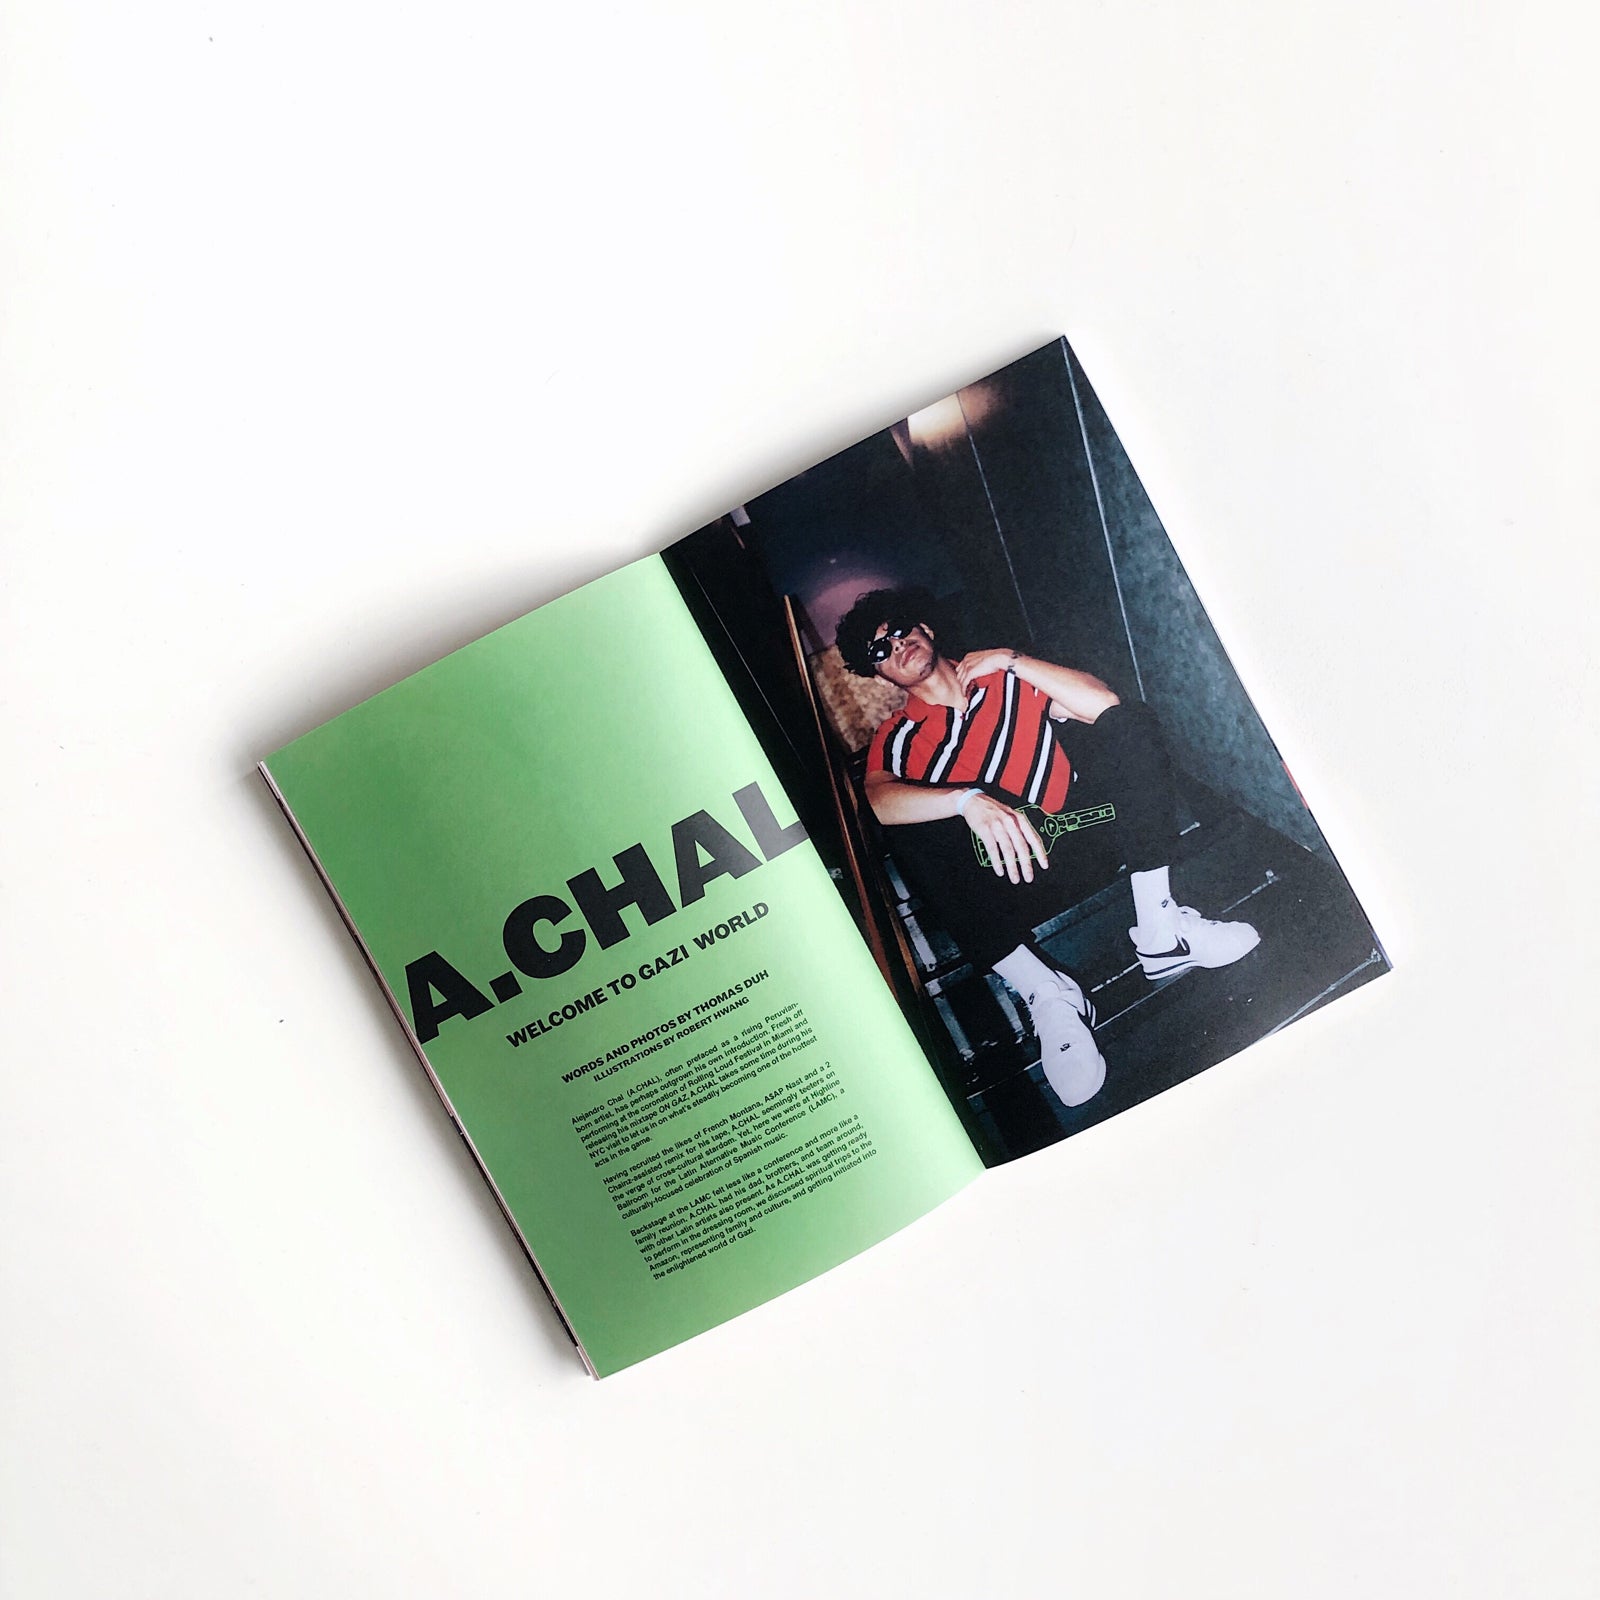 A.CHAL
WELCOME TO GAZI WORLD
WORDS AND PHOTOS BY THOMAS DUH
ILLUSTRATIONS BY ROBERT HWANG
Alejandro Chal (A.CHAL), often prefaced as a rising Peruvian-
born artist, has perhaps outgrown his own introduction. Fresh off
performing at the coronation of Rolling Loud Festival in Miami and
releasing his mixtape ON GAZ, A.CHAL takes some time during his
NYC visit to let us in on what's steadily becoming one of the hottest
acts in the game.
Having recruited the likes of French Montana, A$AP Nast and a 2
Chainz-assisted remix for his tape, A.CHAL seemingly teeters on
the verge of cross-cultural stardom. Yet, here we were at Highline
Ballroom for the Latin Alternative Music Conference (LAMC), a
culturally-focused celebration of Spanish music.
Backstage at the LAMC felt less like a conference and more like a
family reunion. A.CHAL had his dad, brothers, and team around,
with other Latin artists also present. As A.CHAL was getting ready
to perform in the dressing room, we discussed spiritual trips to the
Amazon, representing family and culture, and getting initiated into
the enlightened world of Gazi.